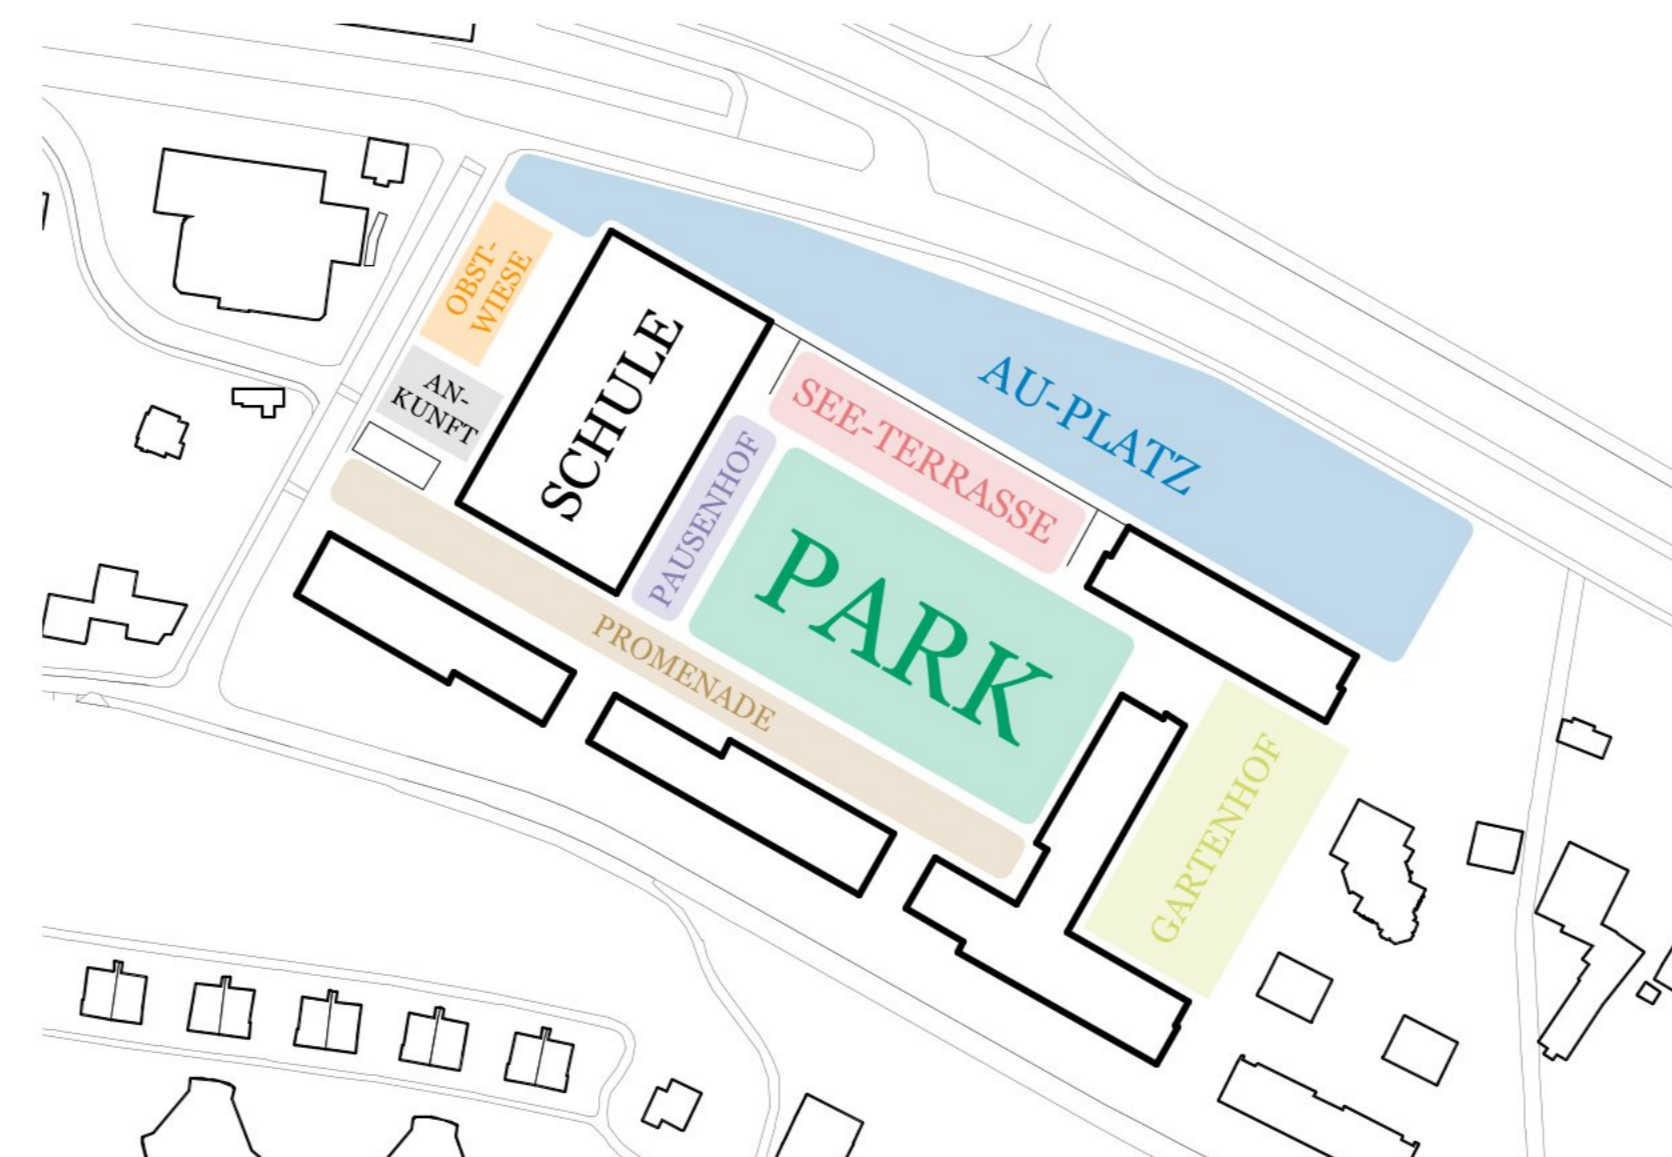 OBST-
WIESE
AN-
KUNFT
SCHULE
AU-PLATZ
SEE-TERRASSE
PAUSENHOF
PARK
PROMENADE
GARTENHOF